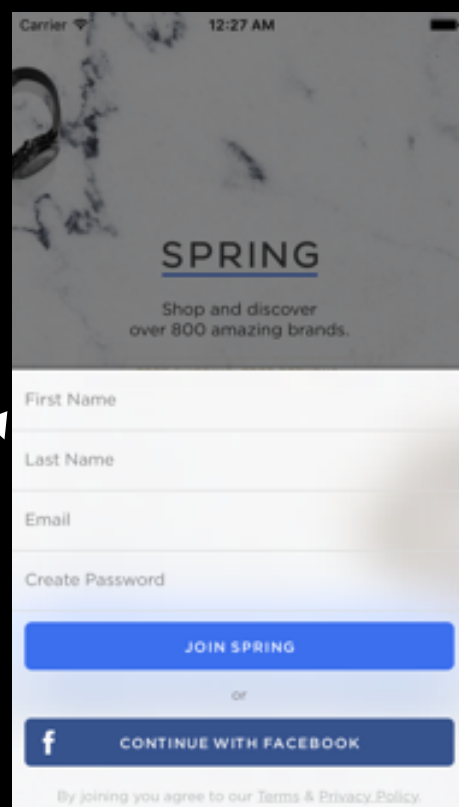 Carrier 12:27 AM
SPRING
Shop and discover
over 800 amazing brands.
First Name
Last Name
Email
Create Password
JOIN SPRING
or
f CONTINUE WITH FACEBOOK
By joining you agree to our Terms & Privacy Policy.